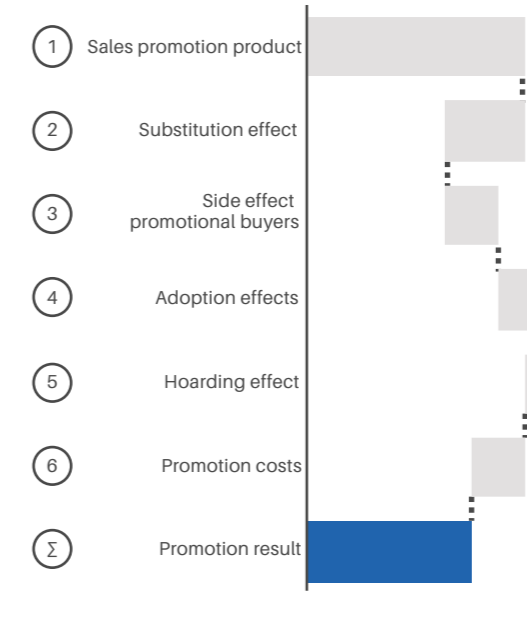 1 Sales promotion product
2 Substitution effect
3 Side effect
promotional buyers
4 Adoption effects
5 Hoarding effect
6 Promotion costs
Σ Promotion result